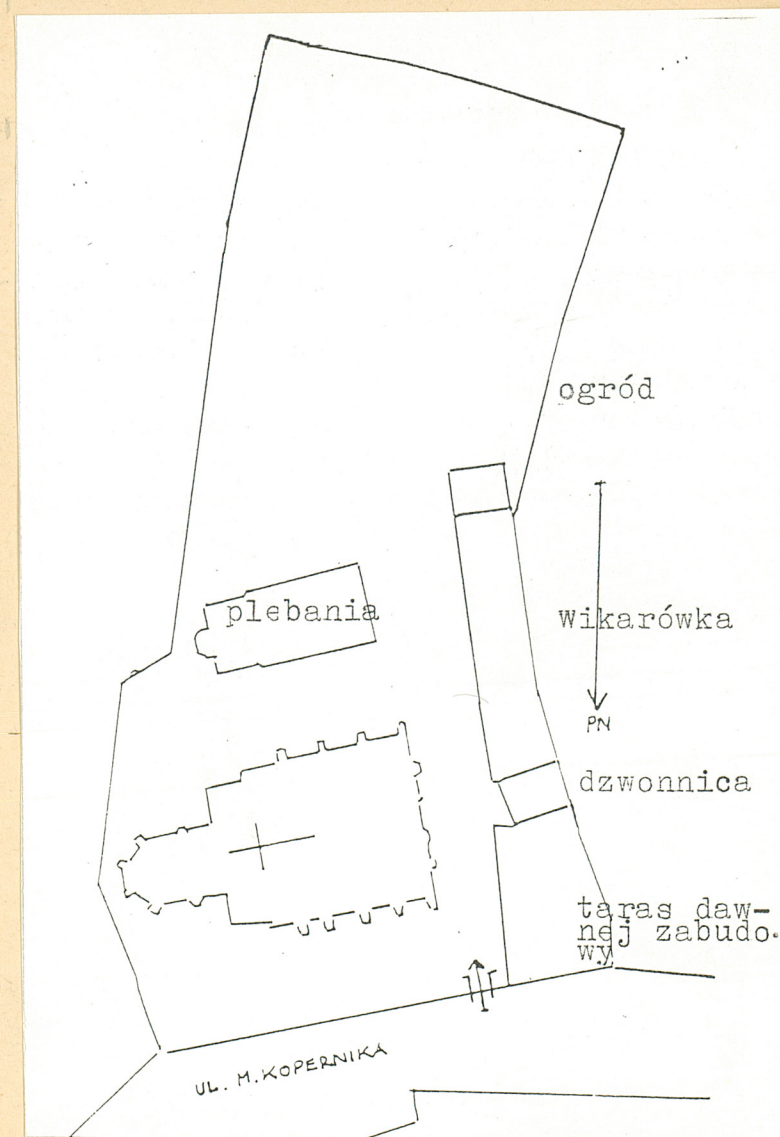 ogród
plebania
wikarówka
PN
dzwonnica
taras daw-
nej zabudo-
wy
UL. M. KOPERNIKA